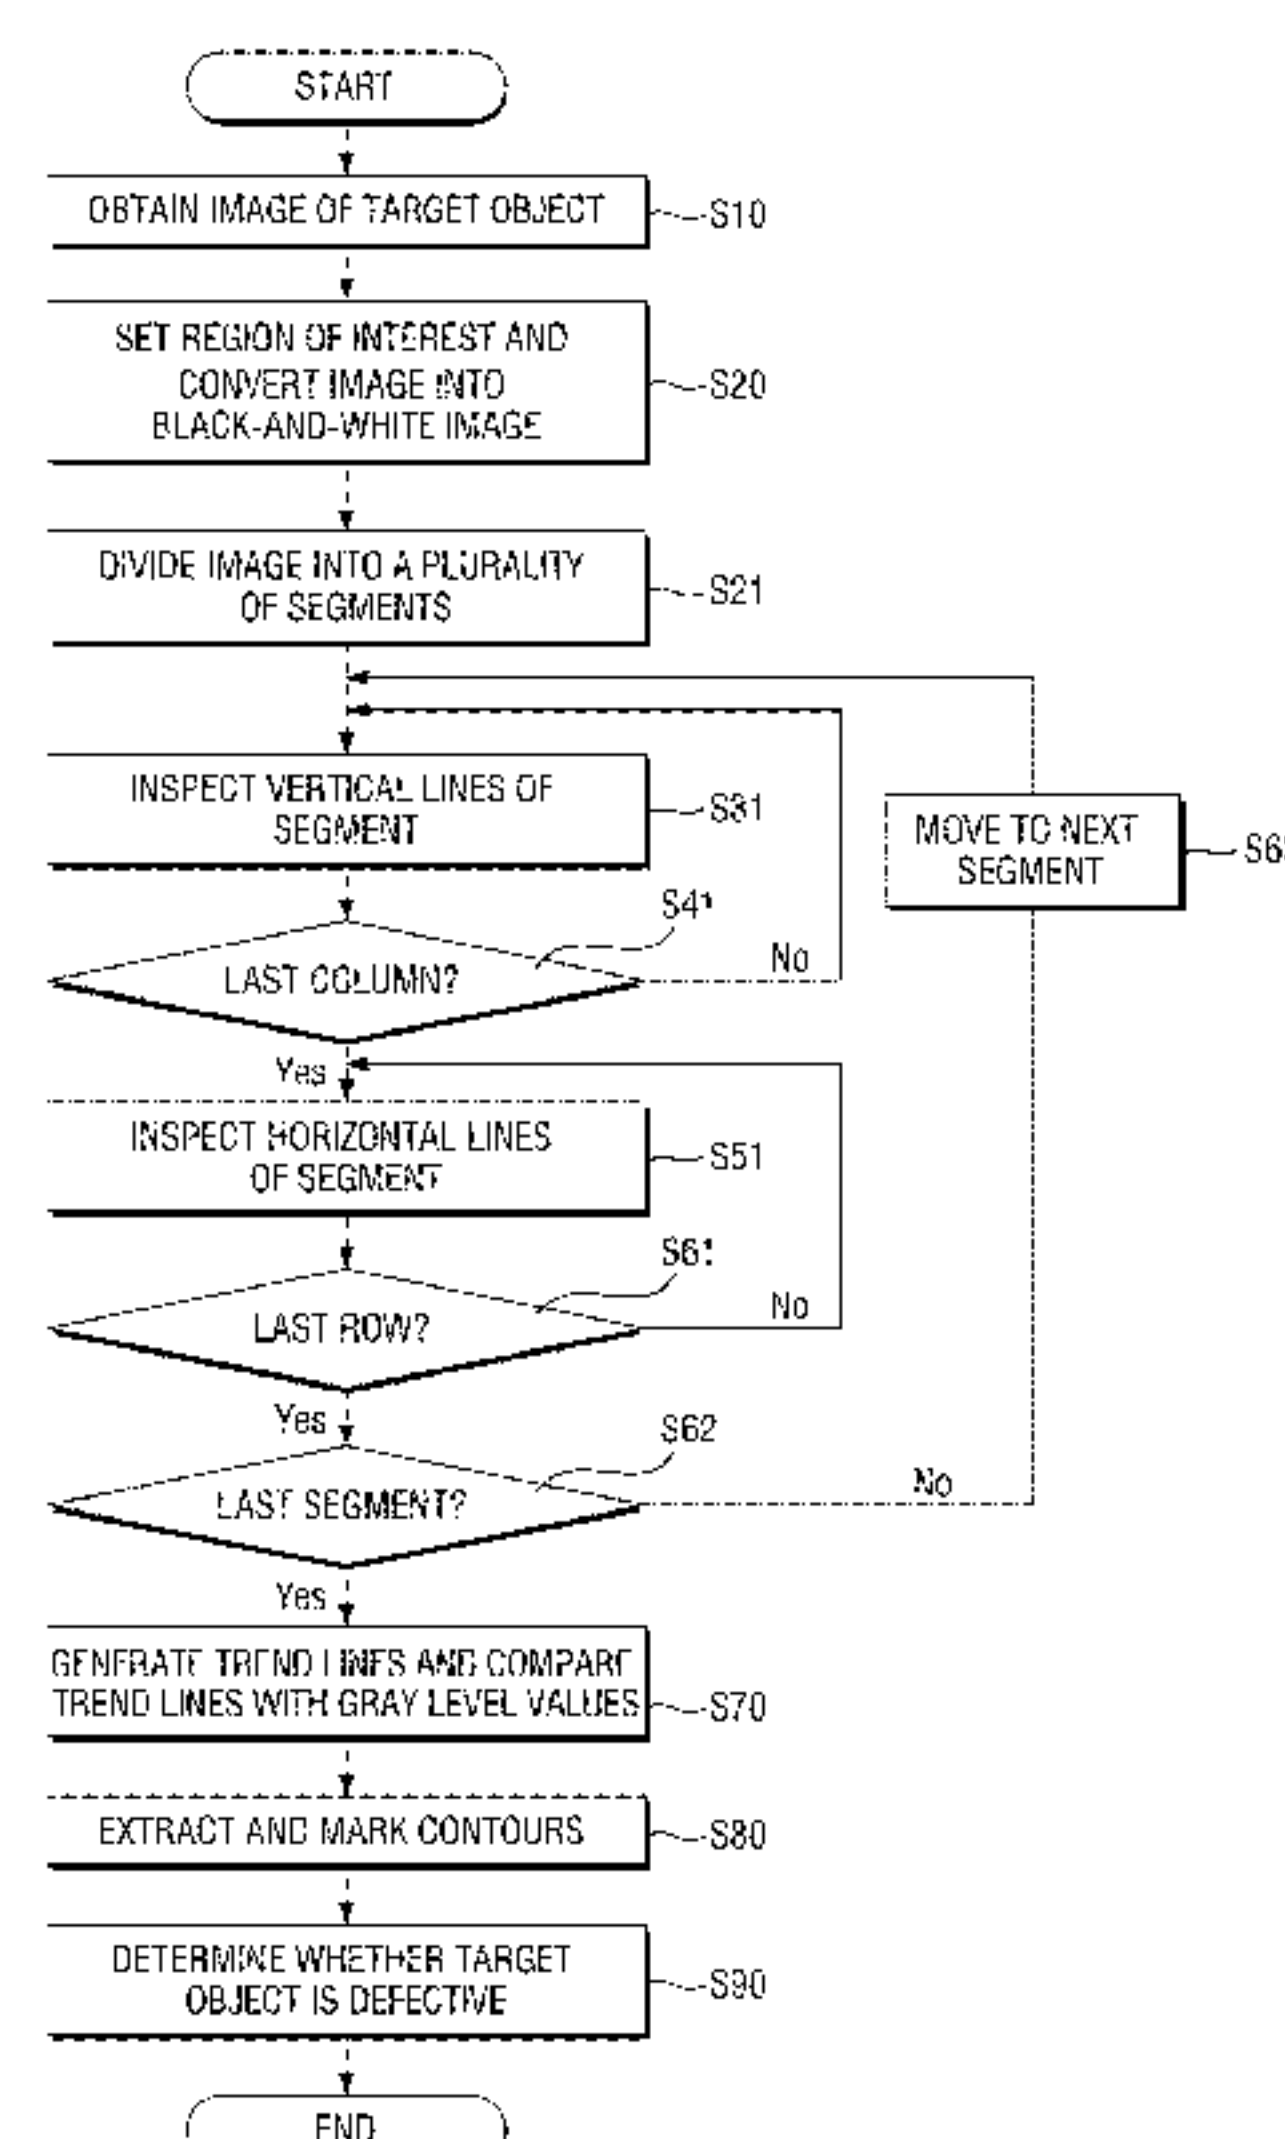 START
OBTAIN IMAGE OF TARGET OBJECT
S10
SET REGION OF INTEREST AND
CONVERT IMAGE INTO
BLACK-AND-WHITE IMAGE
S20
DIVIDE IMAGE INTO A PLURALITY
OF SEGMENTS
S21
INSPECT VERTICAL LINES OF
SEGMENT
S31
MOVE TO NEXT
SEGMENT
S41
LAST COLUMN?
No
Yes
INSPECT HORIZONTAL LINES
OF SEGMENT
S51
S61
LAST ROW?
No
Yes
S62
LAST SEGMENT?
No
Yes
GENERATE TREND LINES AND COMPARE
TREND LINES WITH GRAY LEVEL VALUES
S70
EXTRACT AND MARK CONTOURS
S80
DETERMINE WHETHER TARGET
OBJECT IS DEFECTIVE
S90
END